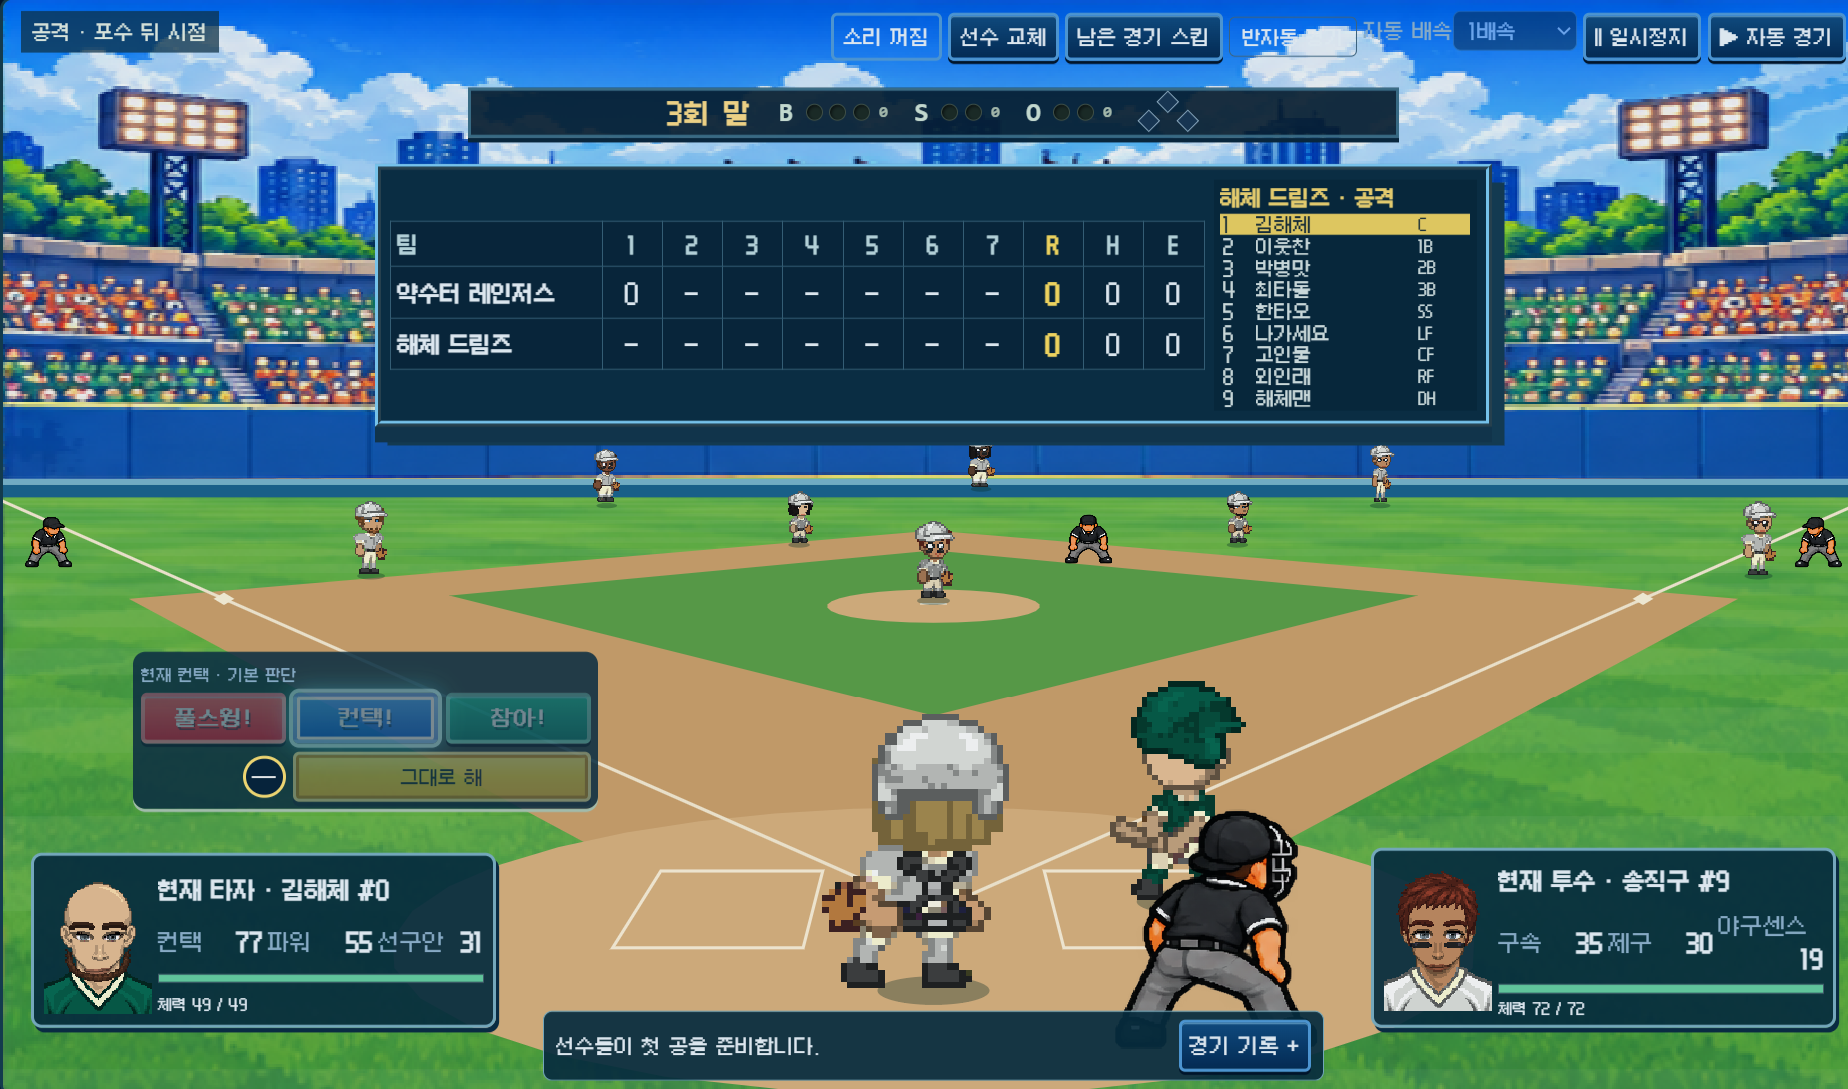 공격 · 포수 뒤 시점
소리 꺼짐
선수 교체
남은 경기 스킵
반자동
자동 배속
1배속
Ⅱ 일시정지
▶ 자동 경기
3회 말 B 0 S 0 O 0
팀 1 2 3 4 5 6 7 R H E
약수터 레인저스 0 – – – – – – 0 0 0
해체 드림즈 – – – – – – – 0 0 0
해체 드림즈 · 공격
1 김해체 C
2 이웃찬 1B
3 박병맛 2B
4 최타돌 3B
5 한타오 SS
6 나가세요 LF
7 고인물 CF
8 외인래 RF
9 해체맨 DH
현재 컨택 · 기본 판단
풀스윙!
컨택!
참아!
그대로 해
현재 타자 · 김해체 #0
컨택 77 파워 55 선구안 31
체력 49 / 49
현재 투수 · 송직구 #9
구속 35 제구 30 야구센스 19
체력 72 / 72
선수들이 첫 공을 준비합니다.
경기 기록 +